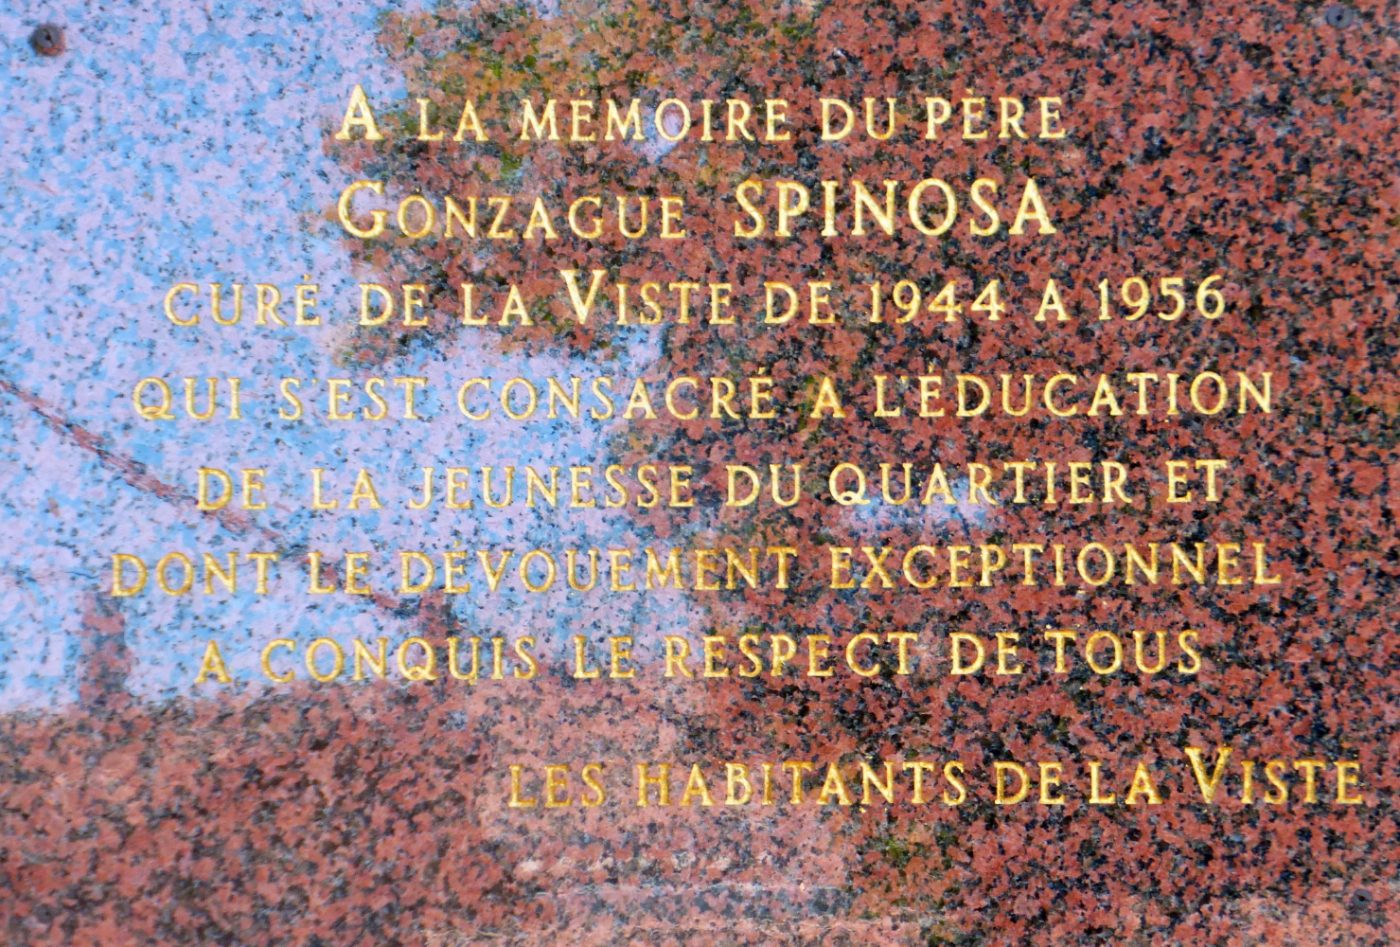 A LA MÉMOIRE DU PÈRE
GONZAGUE SPINOSA
CURÉ DE LA VISTE DE 1944 A 1956
QUI S'EST CONSACRÉ A L'ÉDUCATION
DE LA JEUNESSE DU QUARTIER ET
DONT LE DÉVOUEMENT EXCEPTIONNEL
A CONQUIS LE RESPECT DE TOUS
LES HABITANTS DE LA VISTE